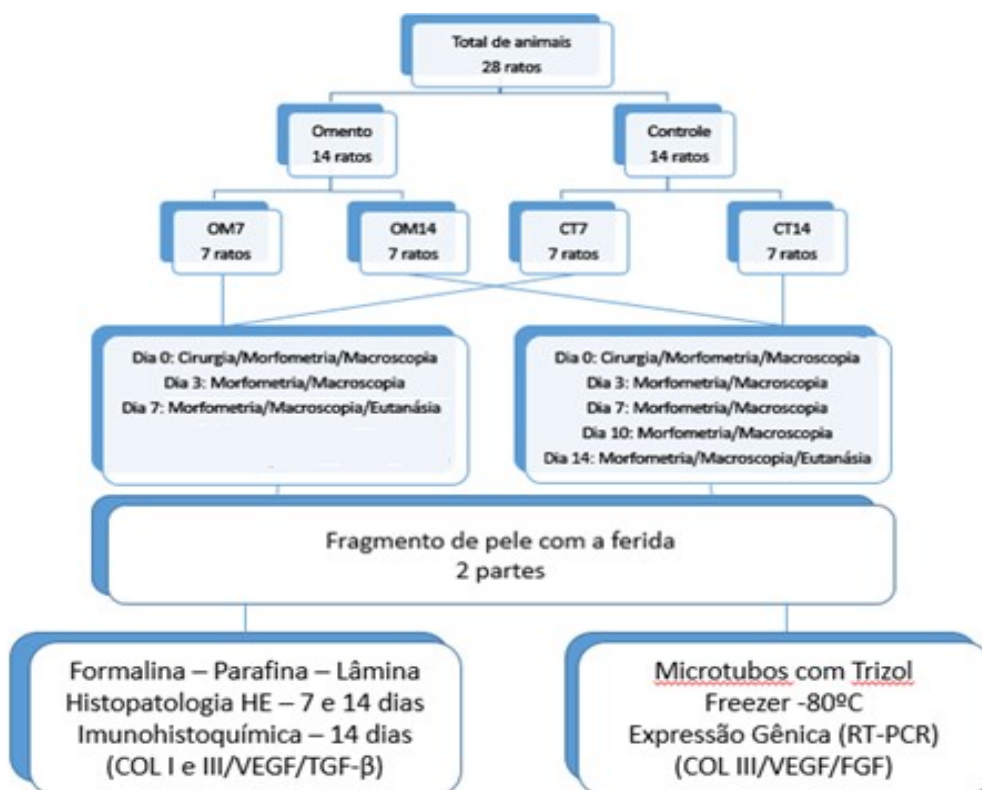 Total de animais
28 ratos
Omento
14 ratos
Controle
14 ratos
OM7
7 ratos
OM14
7 ratos
CT7
7 ratos
CT14
7 ratos
Dia 0: Cirurgia/Morfometria/Macroscopia
Dia 3: Morfometria/Macroscopia
Dia 7: Morfometria/Macroscopia/Eutanásia
Dia 0: Cirurgia/Morfometria/Macroscopia
Dia 3: Morfometria/Macroscopia
Dia 7: Morfometria/Macroscopia
Dia 10: Morfometria/Macroscopia
Dia 14: Morfometria/Macroscopia/Eutanásia
Fragmento de pele com a ferida
2 partes
Formalina – Parafina – Lâmina
Histopatologia HE – 7 e 14 dias
Imunohistoquímica – 14 dias
(COL I e III/VEGF/TGF-β)
Microtubos com Trizol
Freezer -80ºC
Expressão Gênica (RT-PCR)
(COL III/VEGF/FGF)